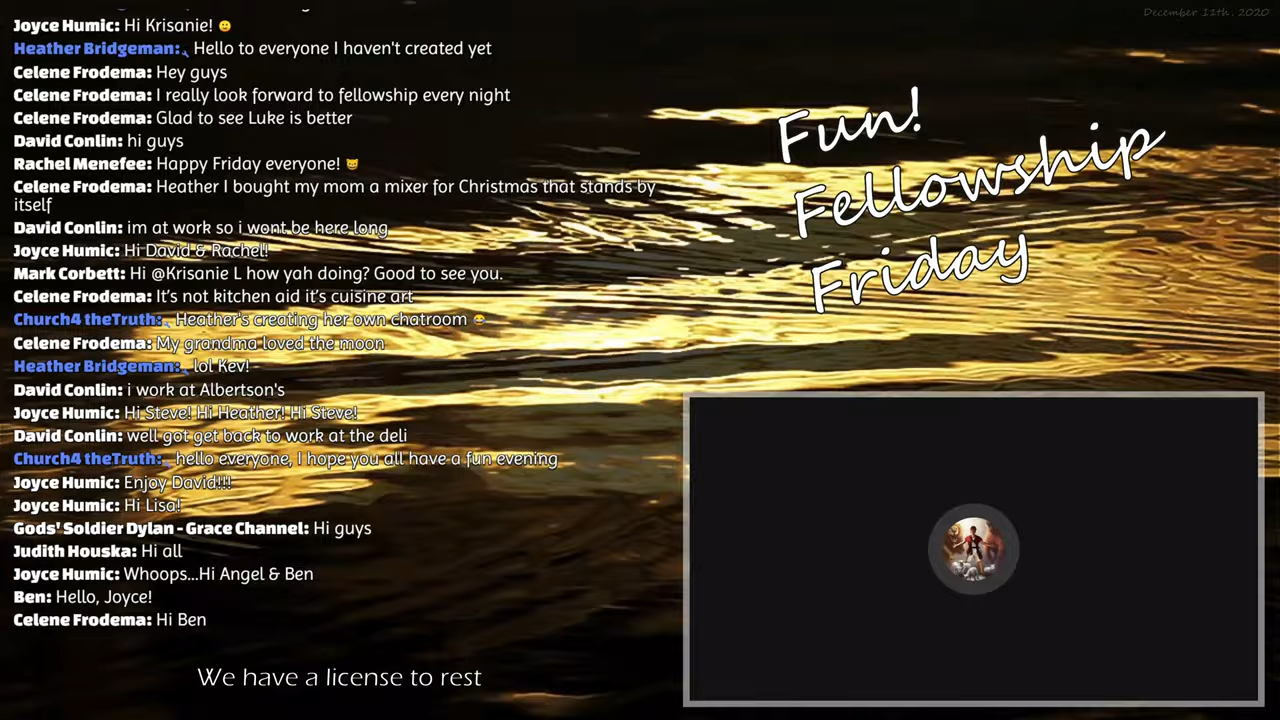 December 11th, 2020
Joyce Humic: Hi Krisanie! 🙂
Heather Bridgeman: Hello to everyone I haven't created yet
Celene Frodema: Hey guys
Celene Frodema: I really look forward to fellowship every night
Celene Frodema: Glad to see Luke is better
David Conlin: hi guys
Rachel Menefee: Happy Friday everyone! 😺
Celene Frodema: Heather I bought my mom a mixer for Christmas that stands by
itself
David Conlin: im at work so i wont be here long
Joyce Humic: Hi David & Rachel!
Mark Corbett: Hi @Krisanie L how yah doing? Good to see you.
Celene Frodema: It's not kitchen aid it's cuisine art
Church4 theTruth: Heather's creating her own chatroom 😂
Celene Frodema: My grandma loved the moon
Heather Bridgeman: lol Kev!
David Conlin: i work at Albertson's
Joyce Humic: Hi Steve! Hi Heather! Hi Steve!
David Conlin: well got get back to work at the deli
Church4 theTruth: hello everyone, I hope you all have a fun evening
Joyce Humic: Enjoy David!!!
Joyce Humic: Hi Lisa!
Gods' Soldier Dylan - Grace Channel: Hi guys
Judith Houska: Hi all
Joyce Humic: Whoops...Hi Angel & Ben
Ben: Hello, Joyce!
Celene Frodema: Hi Ben
We have a license to rest
Fun!
Fellowship
Friday